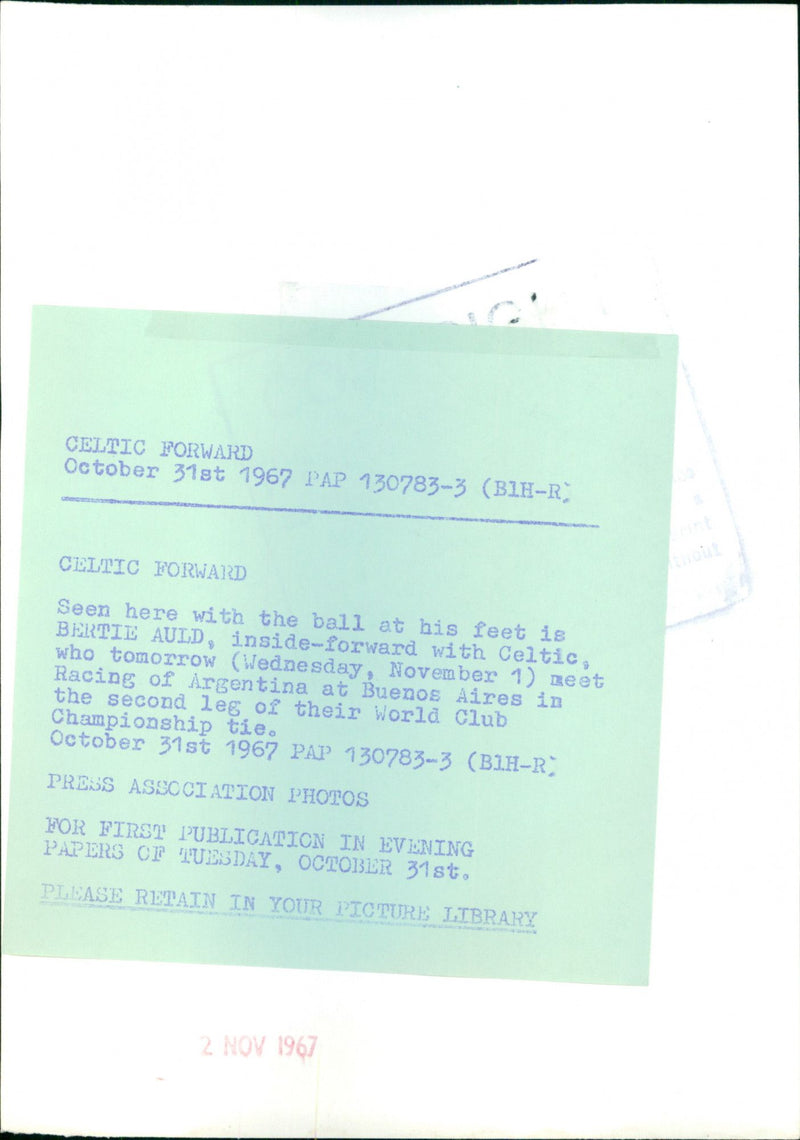 CELTIC FORWARD
October 31st 1967 PAP 130783-3 (B1H-R)
CELTIC FORWARD
Seen here with the ball at his feet is
BERTIE AULD, inside-forward with Celtic,
who tomorrow (Wednesday, November 1) meet
Racing of Argentina at Buenos Aires in
the second leg of their World Club
Championship tie.
October 31st 1967 PAP 130783-3 (B1H-R)
PRESS ASSOCIATION PHOTOS
FOR FIRST PUBLICATION IN EVENING
PAPERS OF TUESDAY, OCTOBER 31st.
PLEASE RETAIN IN YOUR PICTURE LIBRARY
2 NOV 1967